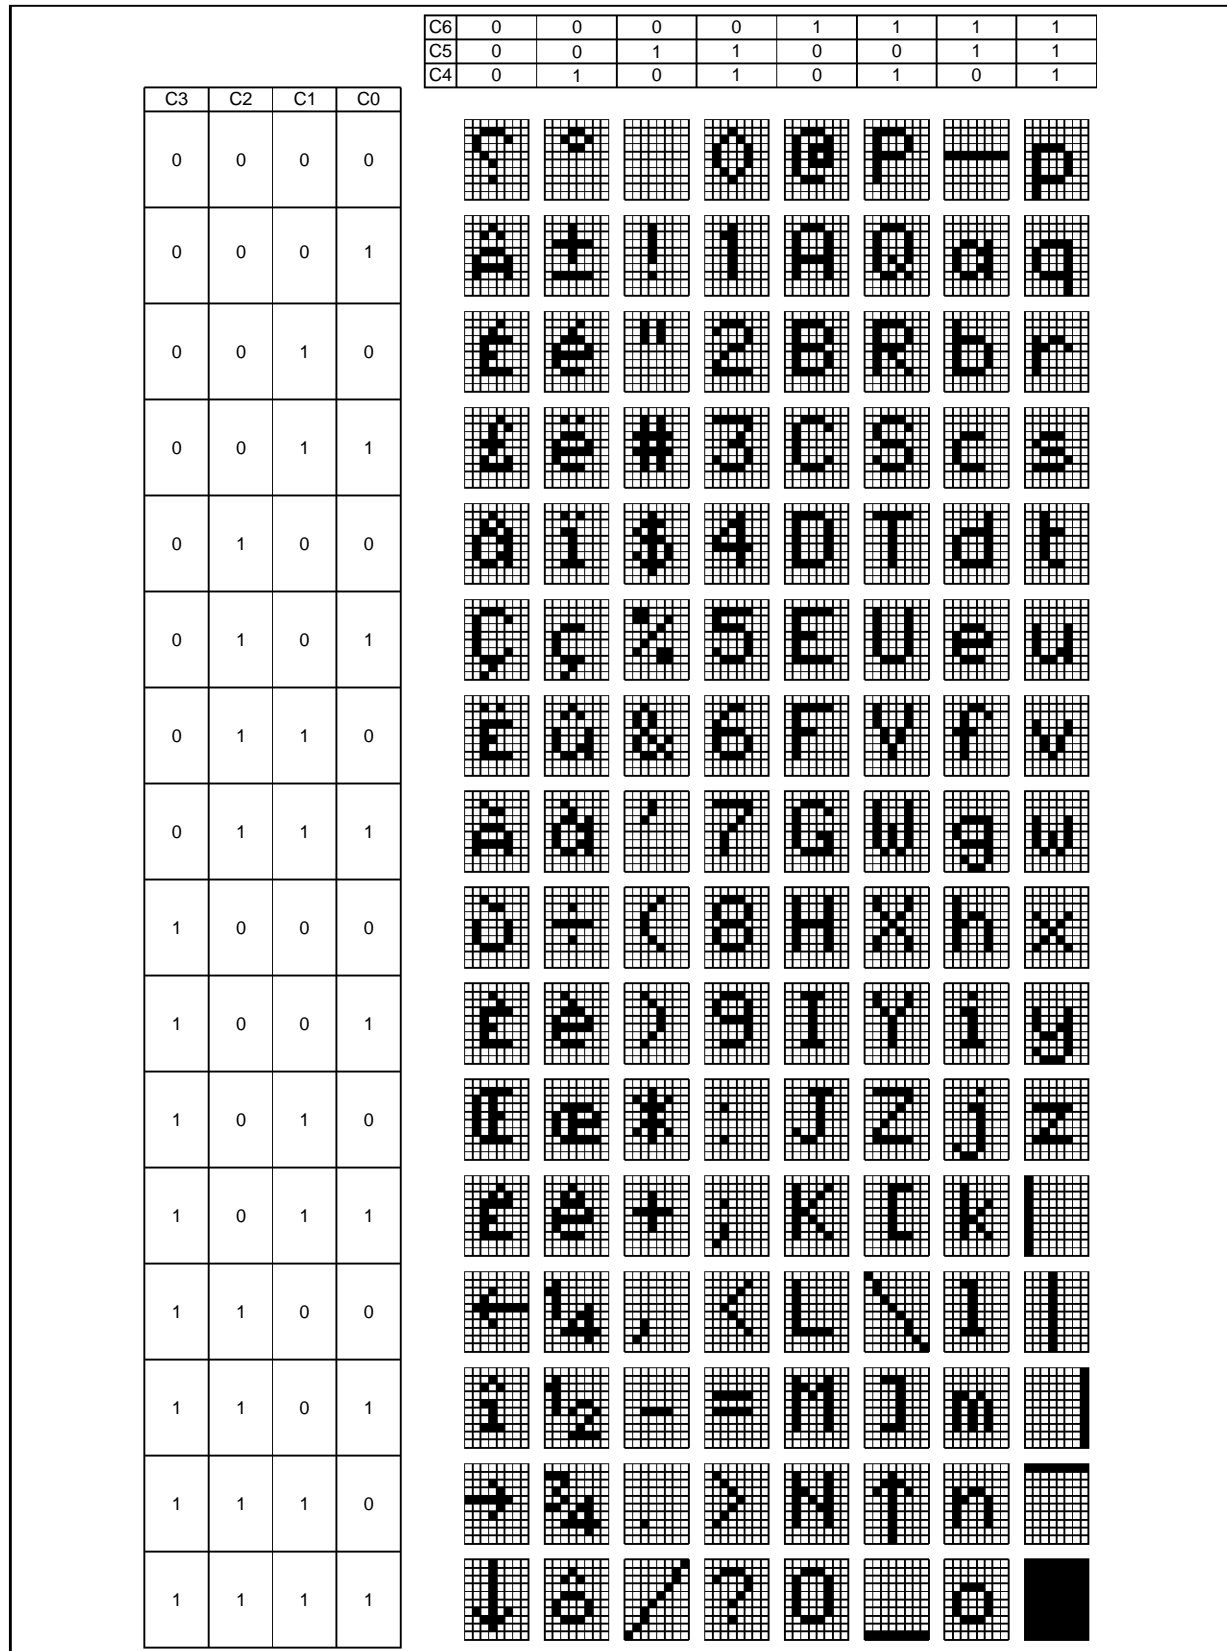 C6 0 0 0 0 1 1 1 1
C5 0 0 1 1 0 0 1 1
C4 0 1 0 1 0 1 0 1
C3 C2 C1 C0
0 0 0 0 ° 0 @ P — p
0 0 0 1 Â ± ! 1 A Q a q
0 0 1 0 É é " 2 B R b r
0 0 1 1 £ ë # 3 C S c s
0 1 0 0 â ï $ 4 D T d t
0 1 0 1 Ç ç % 5 E U e u
0 1 1 0 Ë û & 6 F V f v
0 1 1 1 À à ' 7 G W g w
1 0 0 0 ù ÷ ( 8 H X h x
1 0 0 1 È è ) 9 I Y i y
1 0 1 0 Œ œ * : J Z j z
1 0 1 1 Ê ê + ; K [ k ▏
1 1 0 0 ← ¼ , < L \ l |
1 1 0 1 î ½ - = M ] m ▕
1 1 1 0 → ¾ . > N ↑ n ▔
1 1 1 1 ↓ ô / ? O _ o █